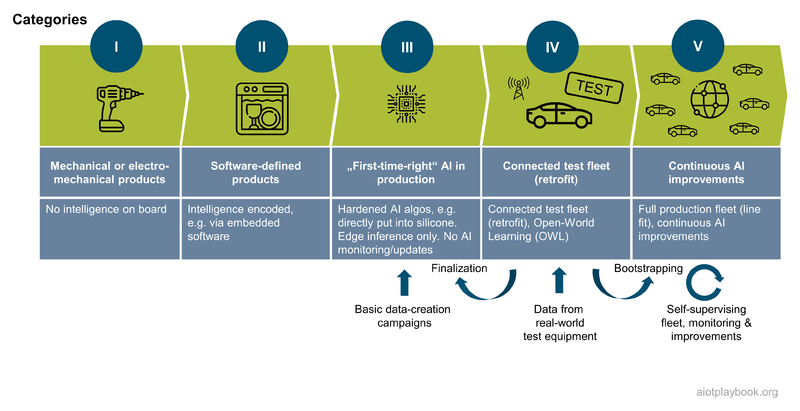 Categories
I
II
III
IV
V
TEST
Mechanical or electro-
mechanical products
Software-defined
products
„First-time-right“ AI in
production
Connected test fleet
(retrofit)
Continuous AI
improvements
No intelligence on board
Intelligence encoded,
e.g. via embedded
software
Hardened AI algos, e.g.
directly put into silicone.
Edge inference only. No AI
monitoring/updates
Connected test fleet
(retrofit), Open-World
Learning (OWL)
Full production fleet (line
fit), continuous AI
improvements
Finalization
Bootstrapping
Basic data-creation
campaigns
Data from
real-world
test equipment
Self-supervising
fleet, monitoring &
improvements
aiotplaybook.org